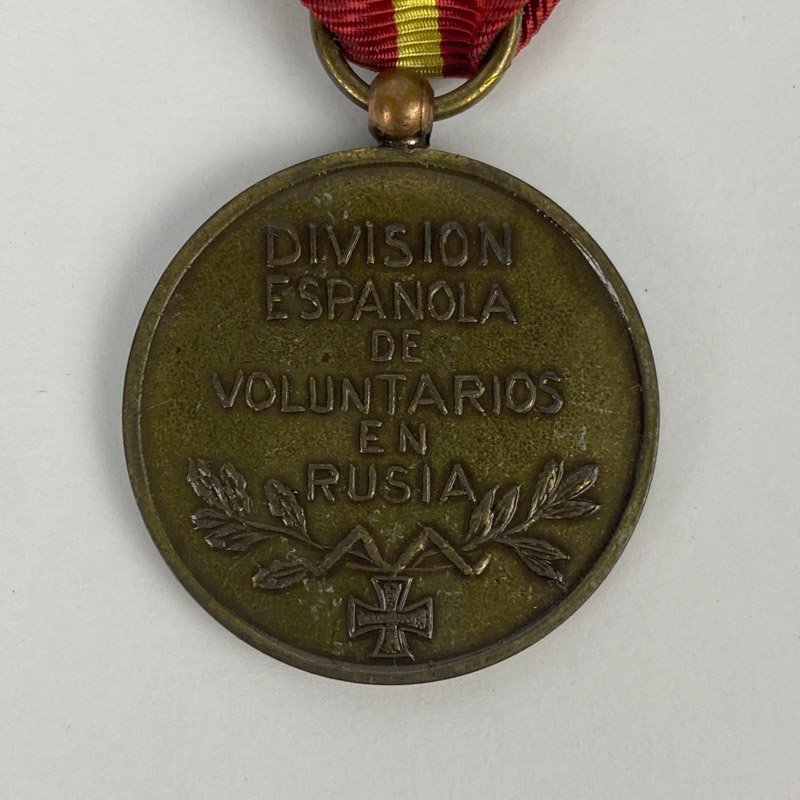 DIVISION
ESPAÑOLA
DE
VOLUNTARIOS
EN
RUSIA